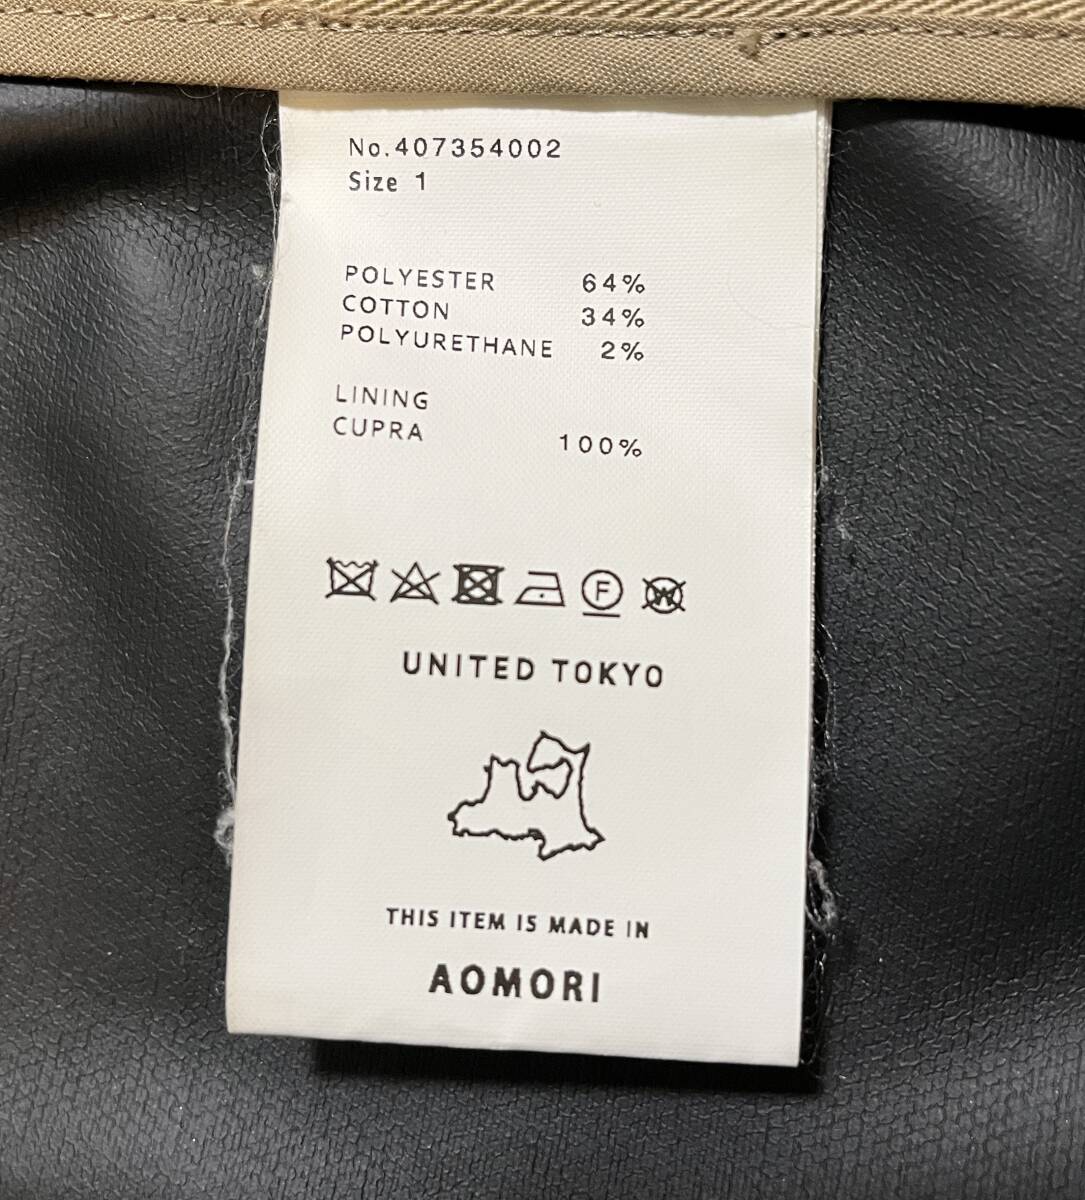 No.407354002
Size 1
POLYESTER 64%
COTTON 34%
POLYURETHANE 2%
LINING
CUPRA 100%
F W
UNITED TOKYO
THIS ITEM IS MADE IN
AOMORI